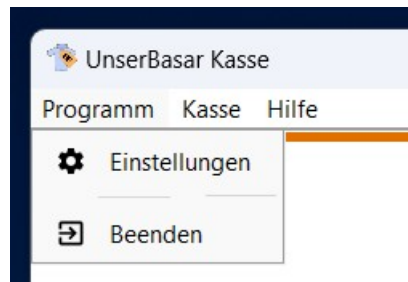 UnserBasar Kasse
Programm Kasse Hilfe
Einstellungen
Beenden